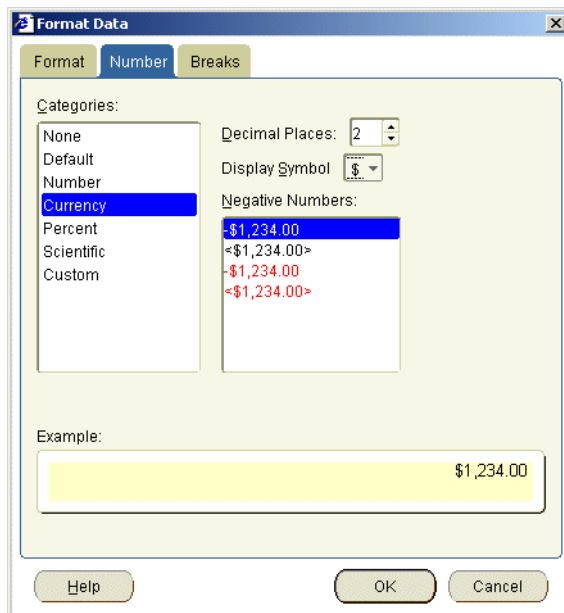 Format Data
Format Number Breaks
Categories:
None
Default
Number
Currency
Percent
Scientific
Custom
Decimal Places: 2
Display Symbol $
Negative Numbers:
-$1,234.00
<$1,234.00>
-$1,234.00
<$1,234.00>
Example:
$1,234.00
Help OK Cancel